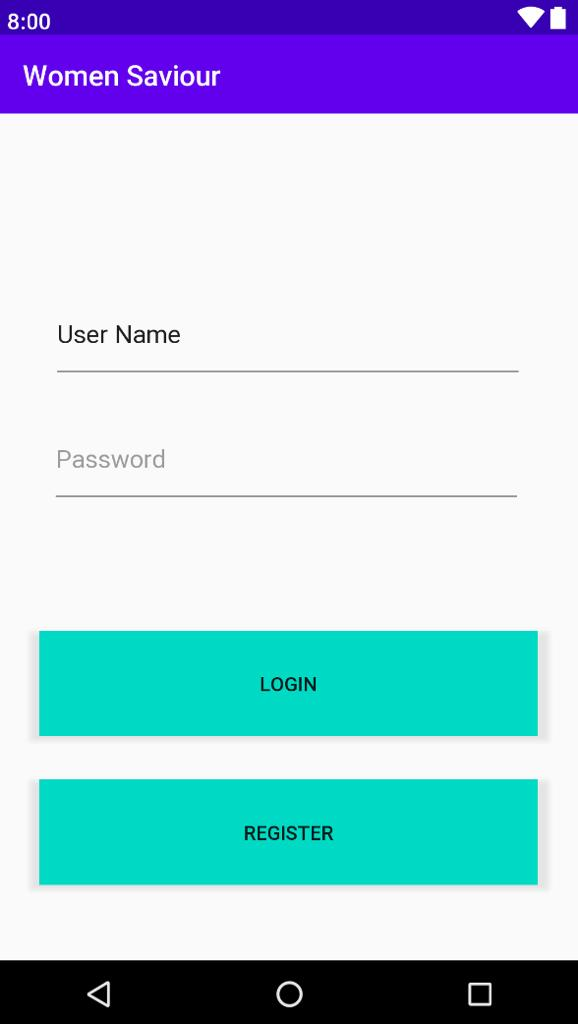 8:00
Women Saviour
User Name
Password
LOGIN
REGISTER